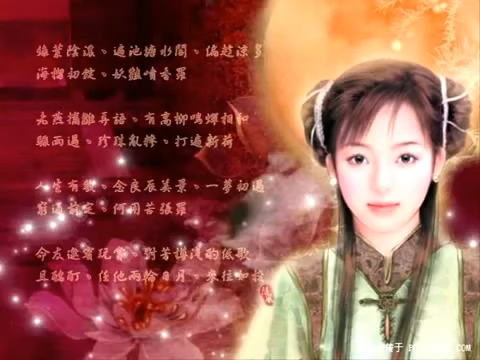 綠葉陰濃、遍池塘水閣、偏趁涼多
海榴初綻、妖艷噴香羅
老燕攜雛弄語、有高柳鳴蟬相和
驟雨過、珍珠亂糝、打遍新荷
人生有幾、念良辰美景、一夢初過
窮通前定、何用苦張羅
命友邀賓玩賞、對芳樽淺酌低歌
且酩酊、任他兩輪日月、來往如梭